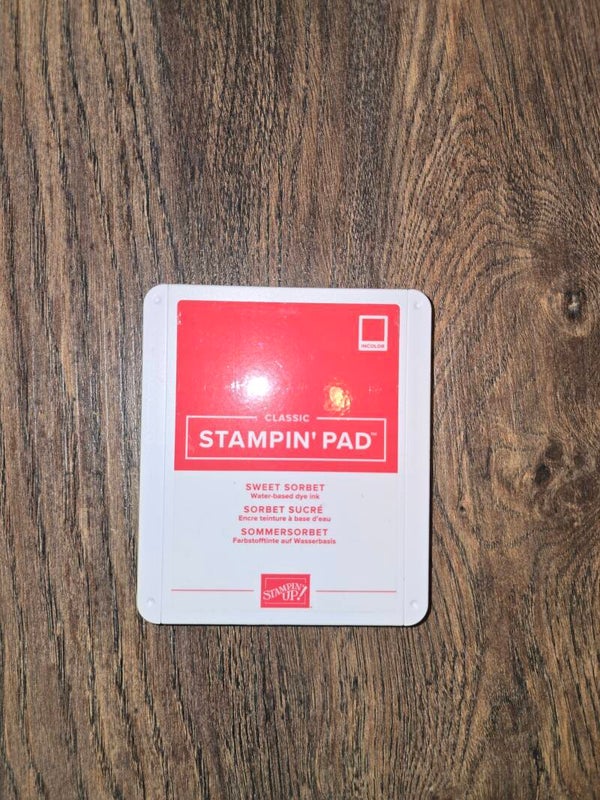 INCOLOR
CLASSIC
STAMPIN' PAD™
SWEET SORBET
Water-based dye ink
SORBET SUCRÉ
Encre teinture à base d'eau
SOMMERSORBET
Farbstofftinte auf Wasserbasis
STAMPIN'
UP!